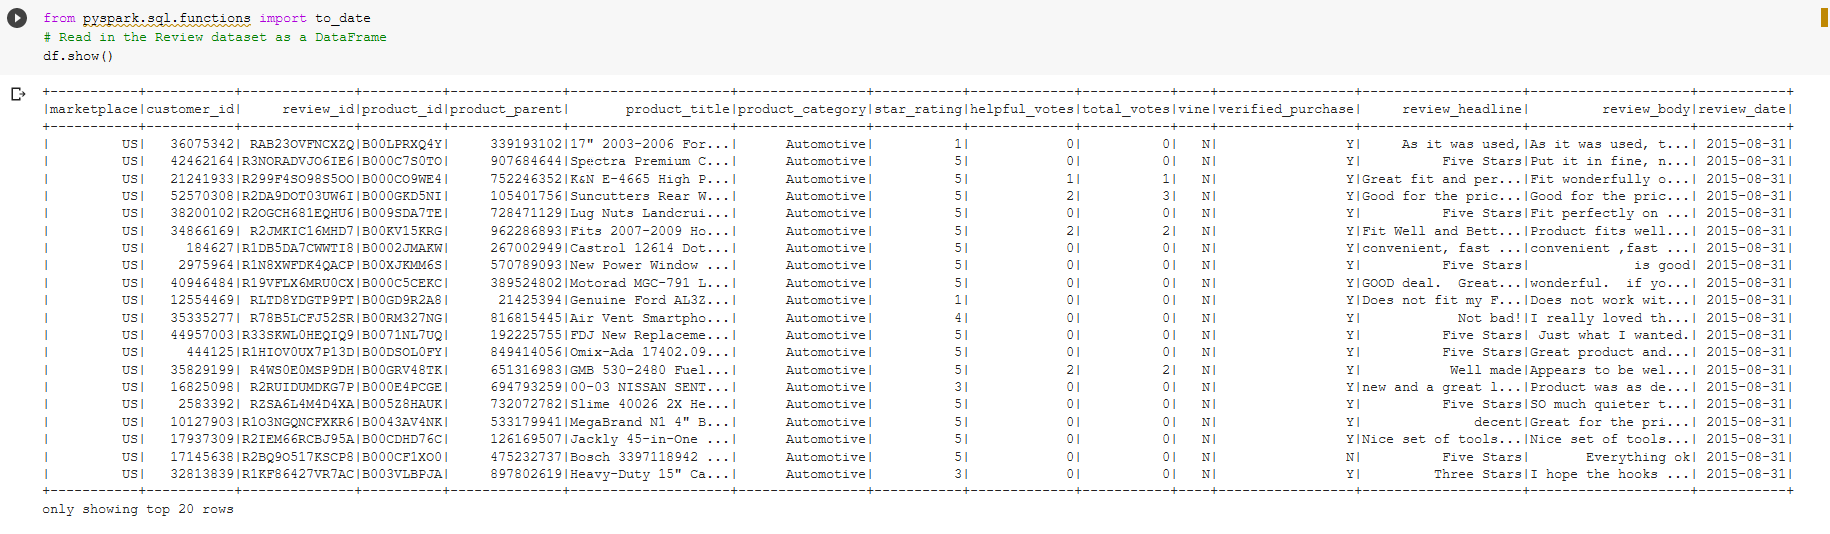 from pyspark.sql.functions import to_date
# Read in the Review dataset as a DataFrame
df.show()
+-----------+-----------+--------------+----------+--------------+--------------------+----------------+-----------+-------------+-----------+----+-----------------+--------------------+--------------------+-----------+
|marketplace|customer_id|     review_id|product_id|product_parent|       product_title|product_category|star_rating|helpful_votes|total_votes|vine|verified_purchase|     review_headline|         review_body|review_date|
+-----------+-----------+--------------+----------+--------------+--------------------+----------------+-----------+-------------+-----------+----+-----------------+--------------------+--------------------+-----------+
|         US|   36075342| RAB23OVFNCXZQ|B00LPRXQ4Y|     339193102|17" 2003-2006 For...|      Automotive|          1|            0|          0|   N|                Y|     As it was used,|As it was used, t...| 2015-08-31|
|         US|   42462164|R3NORADVJO6IE6|B000C7S0TO|     907684644|Spectra Premium C...|      Automotive|          5|            0|          0|   N|                Y|          Five Stars|Put it in fine, n...| 2015-08-31|
|         US|   21241933|R299F4SO98S5OO|B000CO9WE4|     752246352|K&N E-4665 High P...|      Automotive|          5|            1|          1|   N|                Y|Great fit and per...|Fit wonderfully o...| 2015-08-31|
|         US|   52570308|R2DA9DOT03UW6I|B000GKD5NI|     105401756|Suncutters Rear W...|      Automotive|          5|            2|          3|   N|                Y|Good for the pric...|Good for the pric...| 2015-08-31|
|         US|   38200102|R2OGCH681EQHU6|B009SDA7TE|     728471129|Lug Nuts Landcrui...|      Automotive|          5|            0|          0|   N|                Y|          Five Stars|Fit perfectly on ...| 2015-08-31|
|         US|   34866169| R2JMKIC16MHD7|B00KV15KRG|     962286893|Fits 2007-2009 Ho...|      Automotive|          5|            2|          2|   N|                Y|Fit Well and Bett...|Product fits well...| 2015-08-31|
|         US|     184627|R1DB5DA7CWWTI8|B0002JMAKW|     267002949|Castrol 12614 Dot...|      Automotive|          5|            0|          0|   N|                Y|convenient, fast ...|convenient ,fast ...| 2015-08-31|
|         US|    2975964|R1N8XWFDK4QACP|B00XJKMM6S|     570789093|New Power Window ...|      Automotive|          5|            0|          0|   N|                Y|          Five Stars|             is good| 2015-08-31|
|         US|   40946484|R19VFLX6MRU0CX|B000C5CEKC|     389524802|Motorad MGC-791 L...|      Automotive|          5|            0|          0|   N|                Y|GOOD deal.  Great...|wonderful.  if yo...| 2015-08-31|
|         US|   12554469| RLTD8YDGTP9PT|B00GD9R2A8|      21425394|Genuine Ford AL3Z...|      Automotive|          1|            0|          0|   N|                Y|Does not fit my F...|Does not work wit...| 2015-08-31|
|         US|   35335277| R78B5LCFJ52SR|B00RM327NG|     816815445|Air Vent Smartpho...|      Automotive|          4|            0|          0|   N|                Y|            Not bad!|I really loved th...| 2015-08-31|
|         US|   44957003|R33SKWL0HEQIQ9|B0071NL7UQ|     192225755|FDJ New Replaceme...|      Automotive|          5|            0|          0|   N|                Y|          Five Stars| Just what I wanted.| 2015-08-31|
|         US|     444125|R1HIOV0UX7P13D|B00DSOL0FY|     849414056|Omix-Ada 17402.09...|      Automotive|          5|            0|          0|   N|                Y|          Five Stars|Great product and...| 2015-08-31|
|         US|   35829199| R4WS0E0MSP9DH|B00GRV48TK|     651316983|GMB 530-2480 Fuel...|      Automotive|          5|            2|          2|   N|                Y|           Well made|Appears to be wel...| 2015-08-31|
|         US|   16825098| R2RUIDUMDKG7P|B000E4PCGE|     694793259|00-03 NISSAN SENT...|      Automotive|          3|            0|          0|   N|                Y|new and a great l...|Product was as de...| 2015-08-31|
|         US|    2583392| RZSA6L4M4D4XA|B005Z8HAUK|     732072782|Slime 40026 2X He...|      Automotive|          5|            0|          0|   N|                Y|          Five Stars|SO much quieter t...| 2015-08-31|
|         US|   10127903|R1O3NGQNCFXKR6|B0043AV4NK|     533179941|MegaBrand N1 4" B...|      Automotive|          5|            0|          0|   N|                Y|              decent|Great for the pri...| 2015-08-31|
|         US|   17937309|R2IEM66RCBJ95A|B00CDHD76C|     126169507|Jackly 45-in-One ...|      Automotive|          5|            0|          0|   N|                Y|Nice set of tools...|Nice set of tools...| 2015-08-31|
|         US|   17145638|R2BQ9O517KSCP8|B000CF1XO0|     475232737|Bosch 3397118942 ...|      Automotive|          5|            0|          0|   N|                N|          Five Stars|       Everything ok| 2015-08-31|
|         US|   32813839|R1KF86427VR7AC|B003VLBPJA|     897802619|Heavy-Duty 15" Ca...|      Automotive|          3|            0|          0|   N|                Y|         Three Stars|I hope the hooks ...| 2015-08-31|
+-----------+-----------+--------------+----------+--------------+--------------------+----------------+-----------+-------------+-----------+----+-----------------+--------------------+--------------------+-----------+
only showing top 20 rows